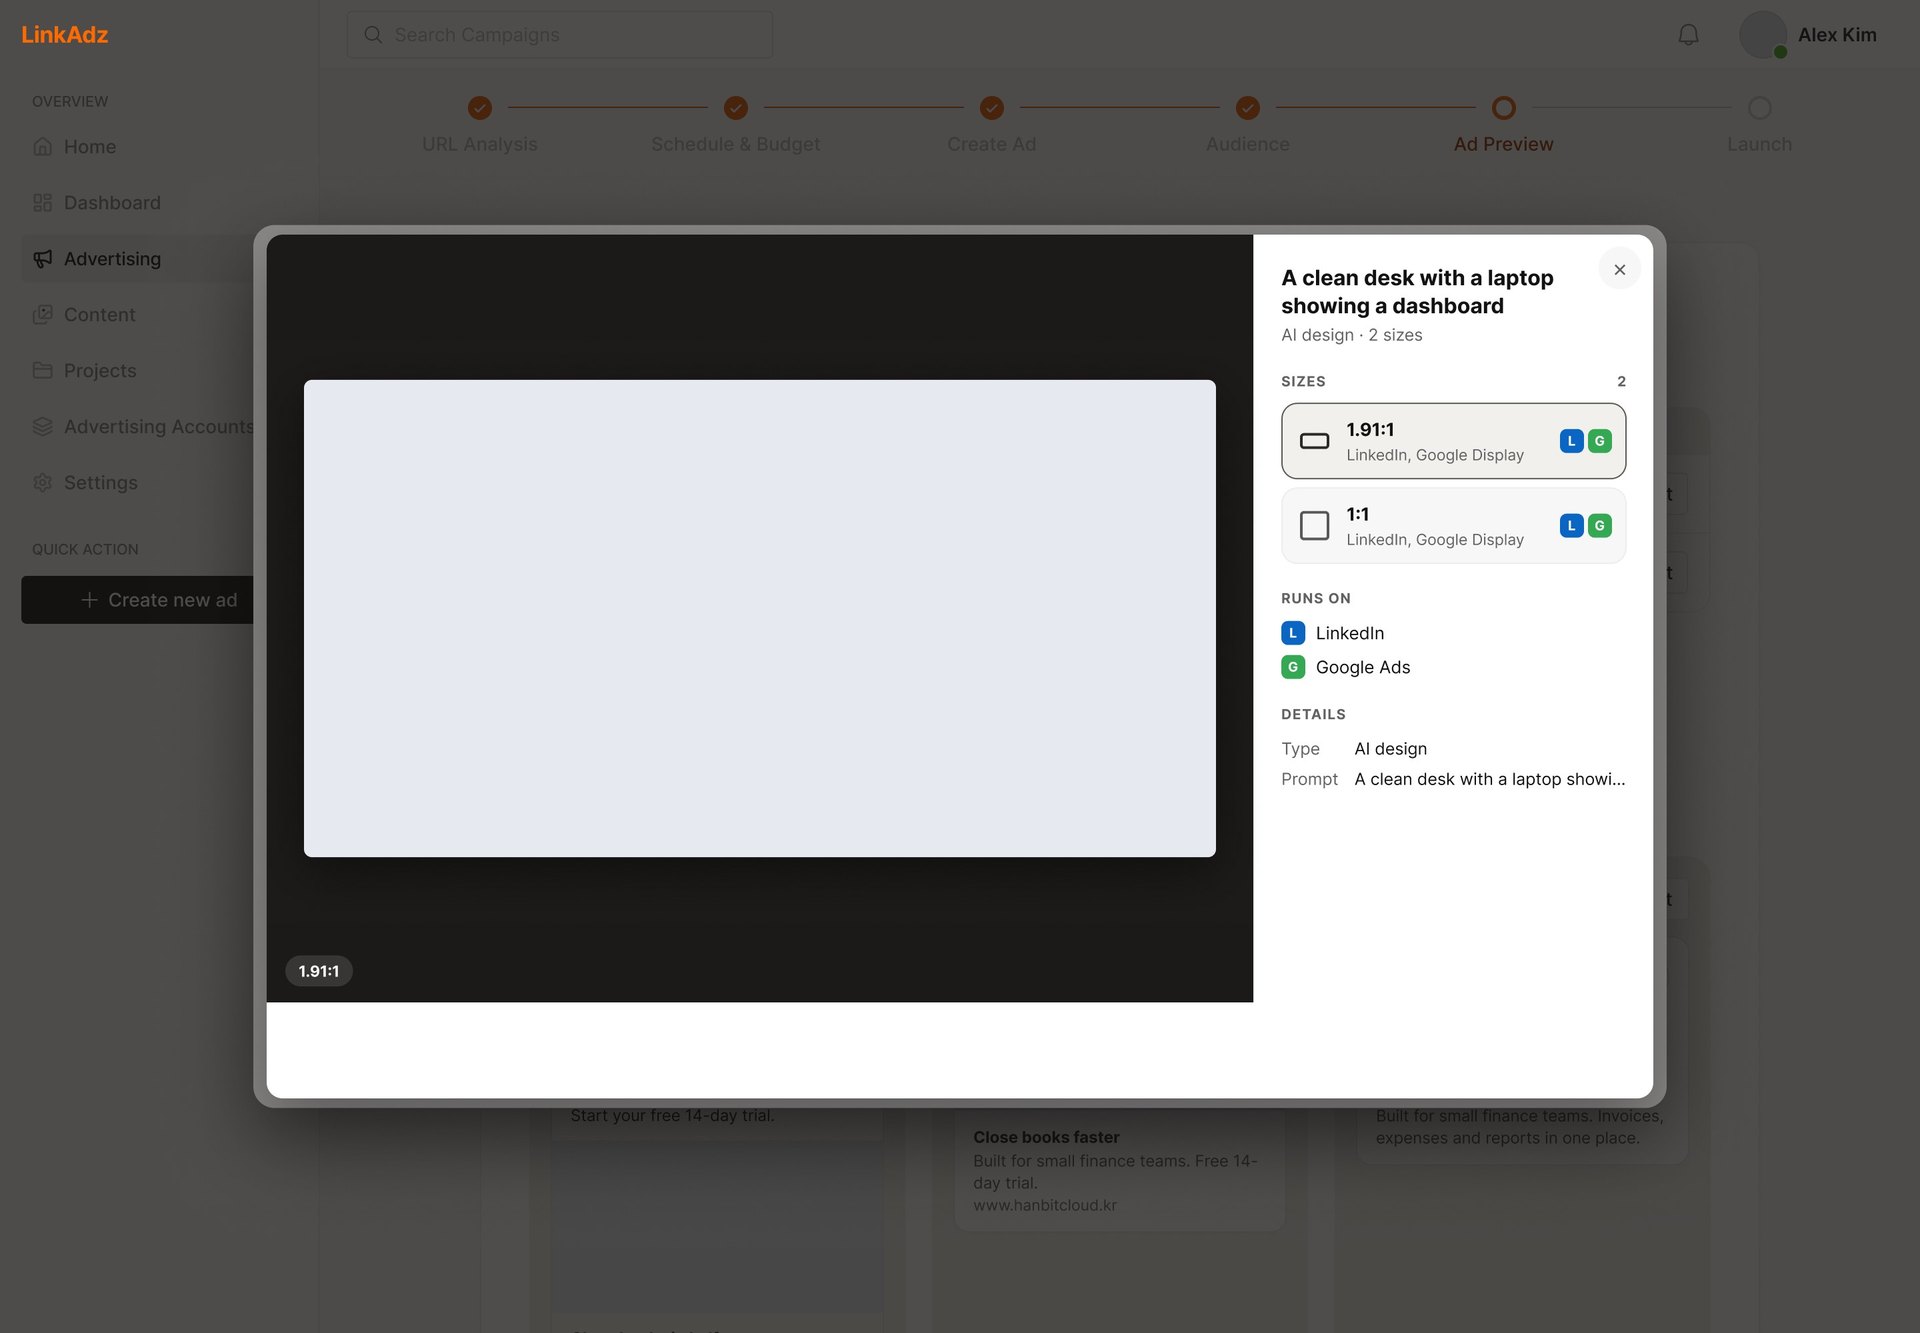 LinkAdz
Search Campaigns
Alex Kim
OVERVIEW
Home
Dashboard
Advertising
Content
Projects
Advertising Accounts
Settings
QUICK ACTION
Create new ad
URL Analysis
Schedule & Budget
Create Ad
Audience
Ad Preview
Launch
A clean desk with a laptop
showing a dashboard
AI design · 2 sizes
SIZES 2
1.91:1
LinkedIn, Google Display
L G
1:1
LinkedIn, Google Display
L G
RUNS ON
L LinkedIn
G Google Ads
DETAILS
Type AI design
Prompt A clean desk with a laptop showi...
1.91:1
t
t
t
Start your free 14-day trial.
Close books faster
Built for small finance teams. Free 14-
day trial.
www.hanbitcloud.kr
Built for small finance teams. Invoices,
expenses and reports in one place.